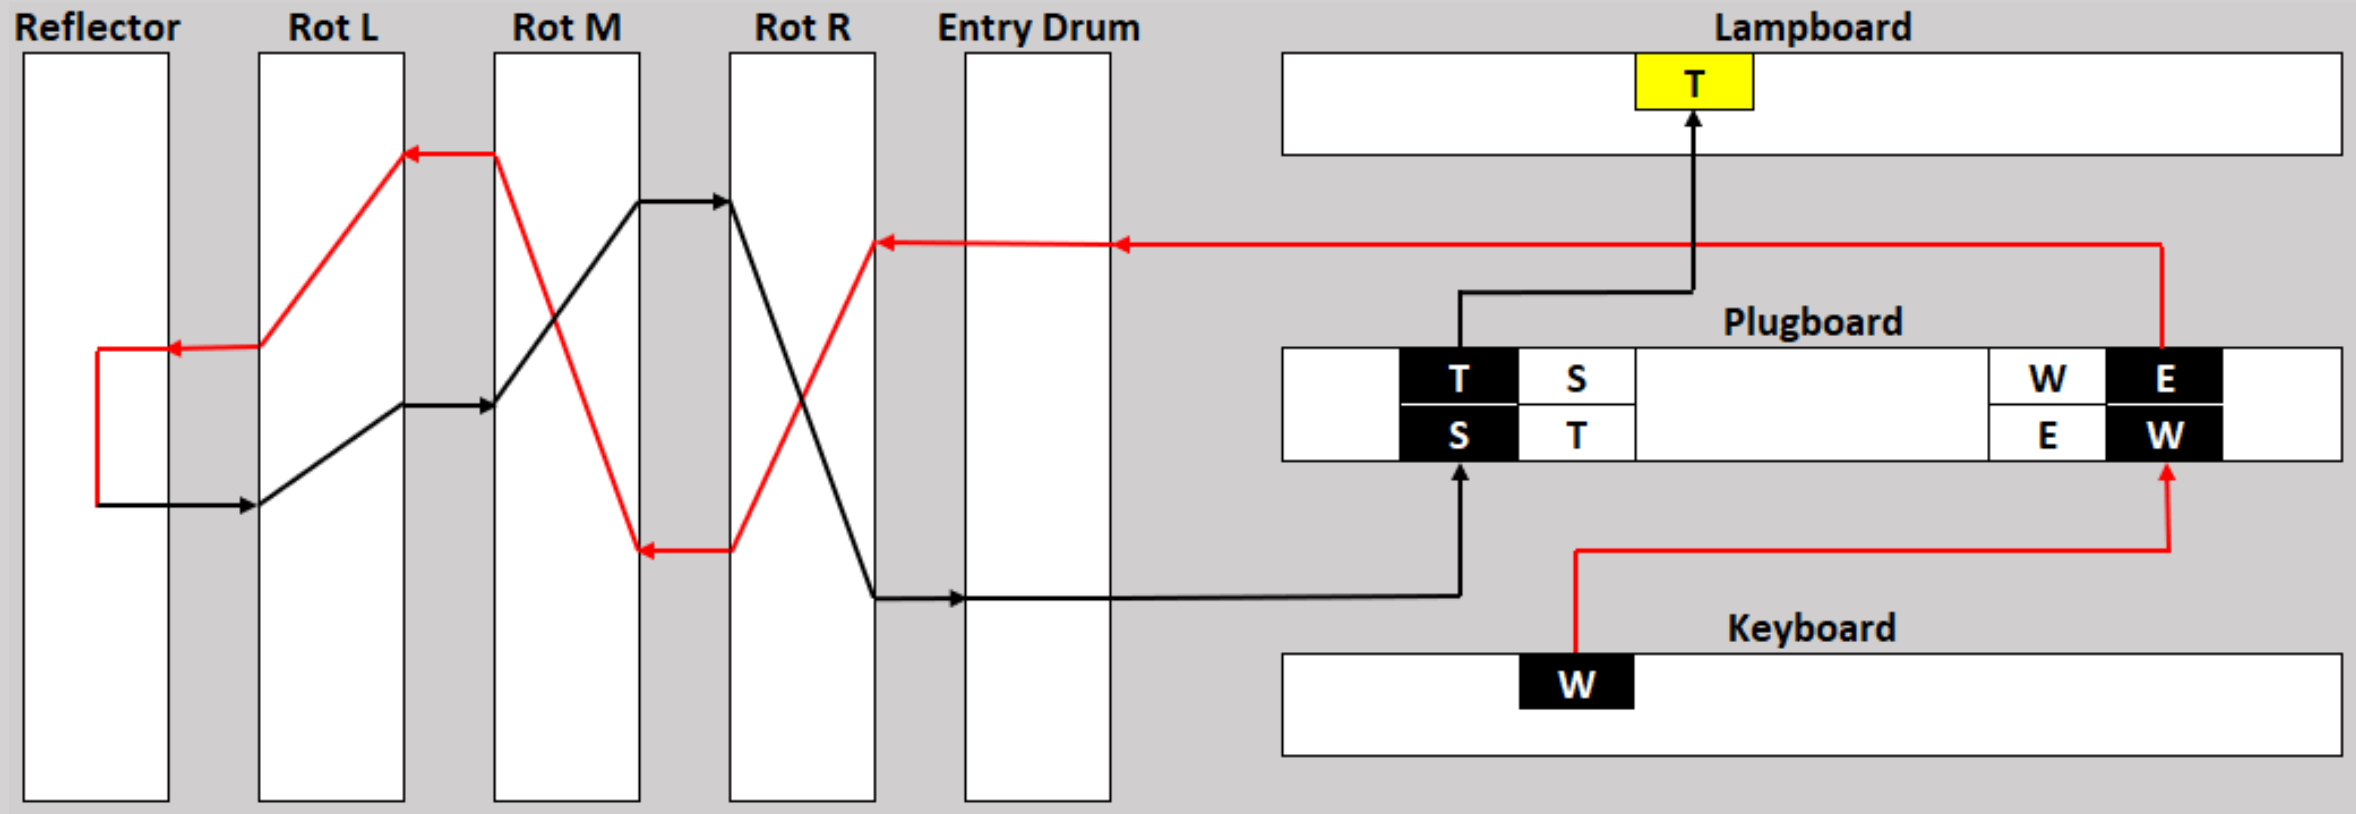 Reflector Rot L Rot M Rot R Entry Drum Lampboard
T
Plugboard
T S W E
S T E W
Keyboard
W